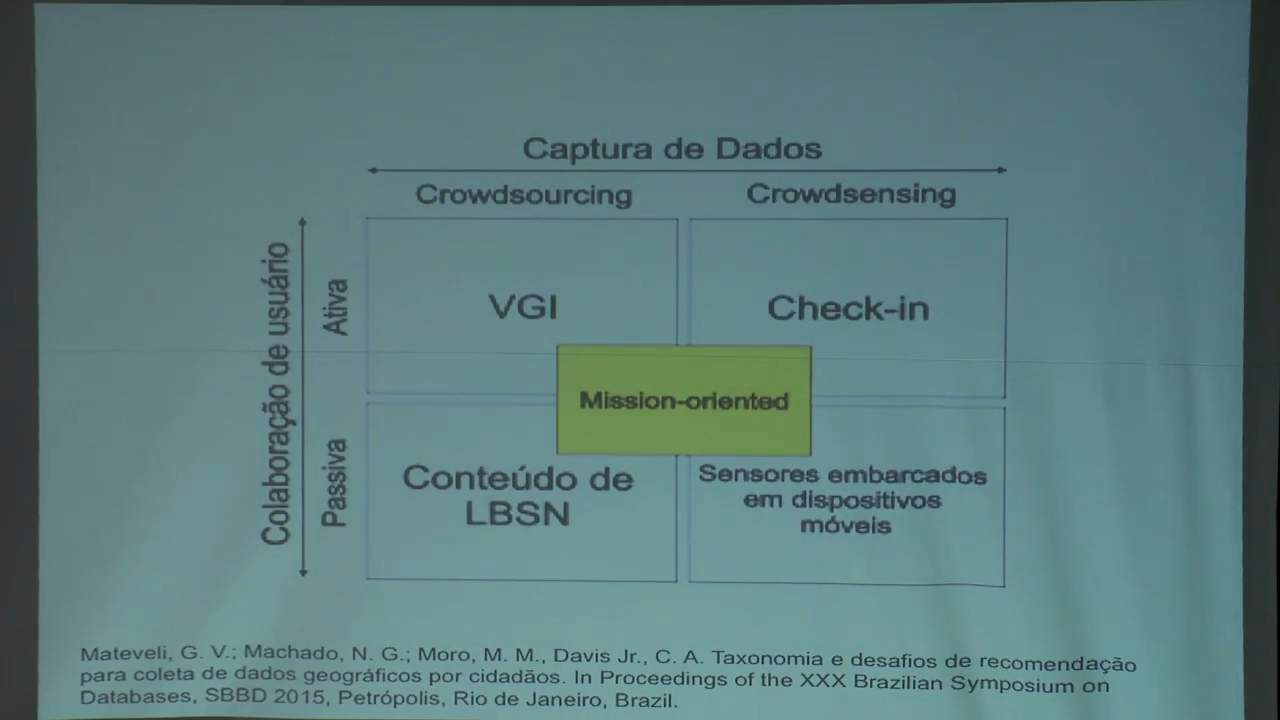 Captura de Dados
Crowdsourcing
Crowdsensing
Colaboração de usuário
Ativa
Passiva
VGI
Check-in
Mission-oriented
Conteúdo de
LBSN
Sensores embarcados
em dispositivos
móveis
Mateveli, G. V.; Machado, N. G.; Moro, M. M., Davis Jr., C. A. Taxonomia e desafios de recomendação
para coleta de dados geográficos por cidadãos. In Proceedings of the XXX Brazilian Symposium on
Databases, SBBD 2015, Petrópolis, Rio de Janeiro, Brazil.